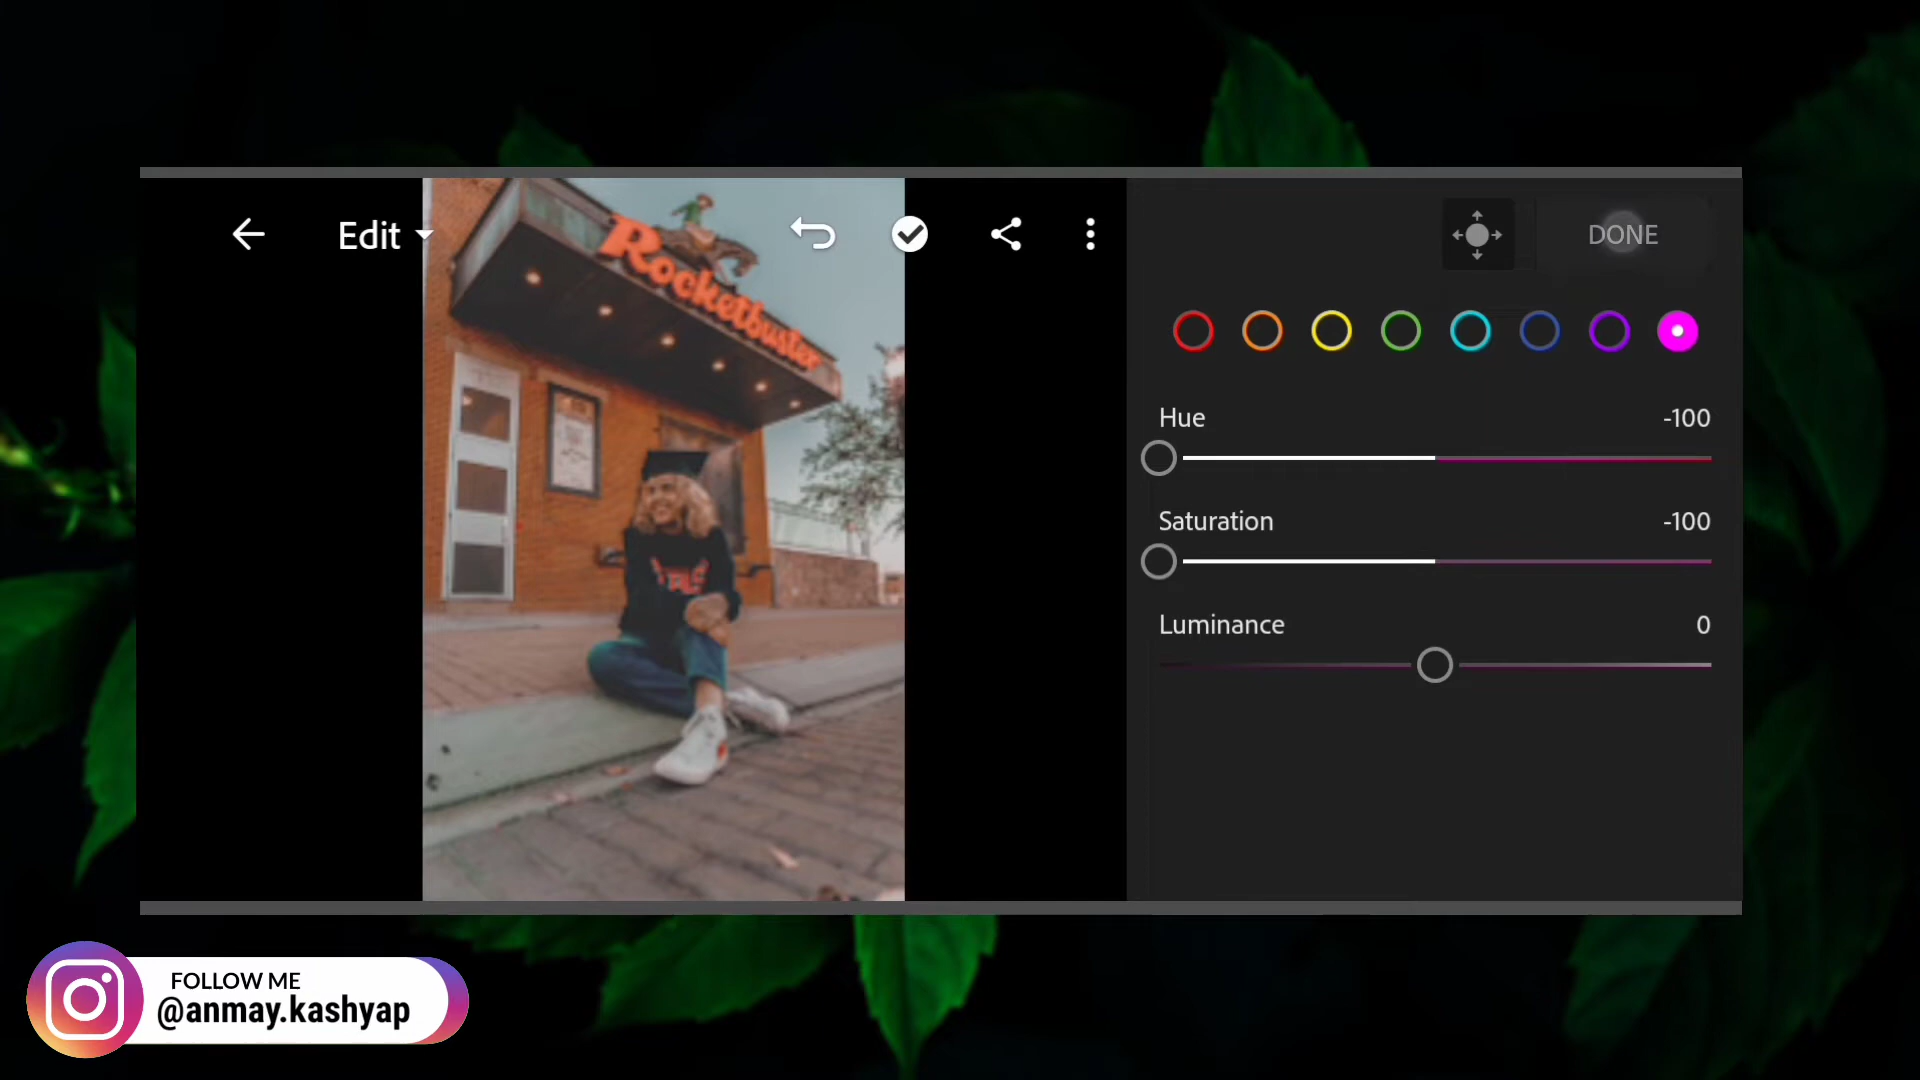 Edit
DONE
Rocketbuster
Hue -100
Saturation -100
Luminance 0
FOLLOW ME
@anmay.kashyap